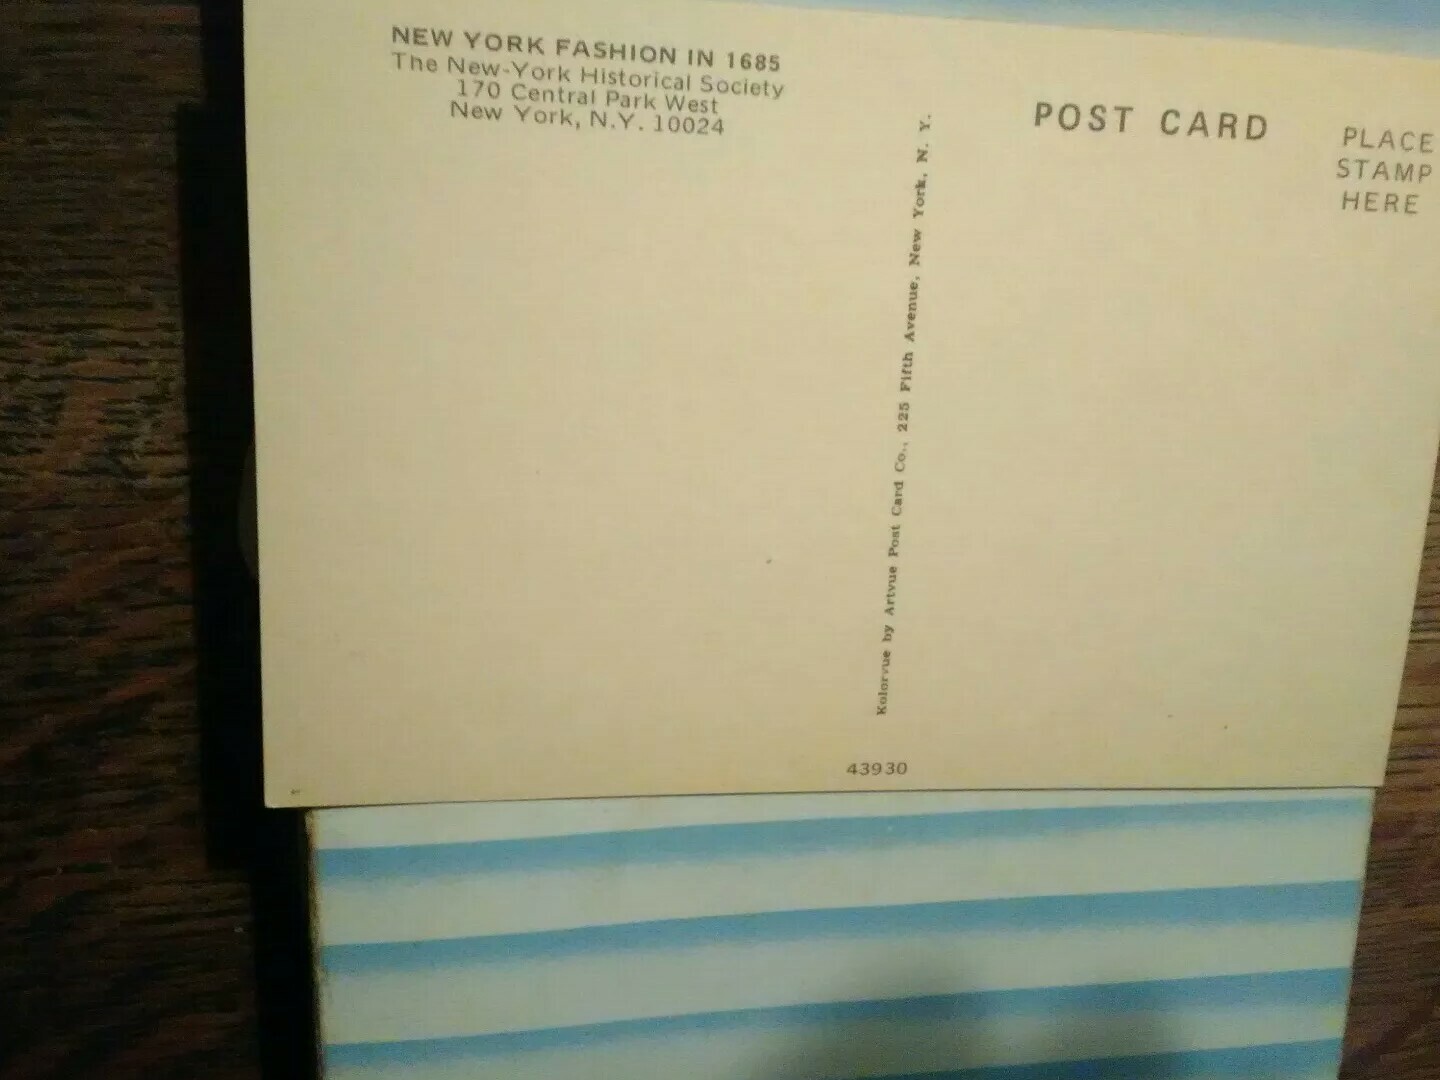 NEW YORK FASHION IN 1685
The New-York Historical Society
170 Central Park West
New York, N.Y. 10024
POST CARD
PLACE
STAMP
HERE
Kolorvue by Artvue Post Card Co., 225 Fifth Avenue, New York, N. Y.
43930